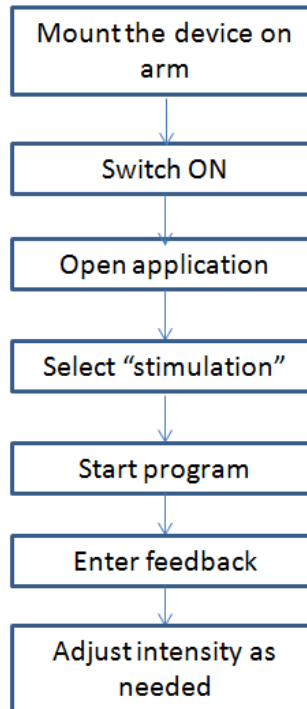 Mount the device on
arm
Switch ON
Open application
Select “stimulation”
Start program
Enter feedback
Adjust intensity as
needed